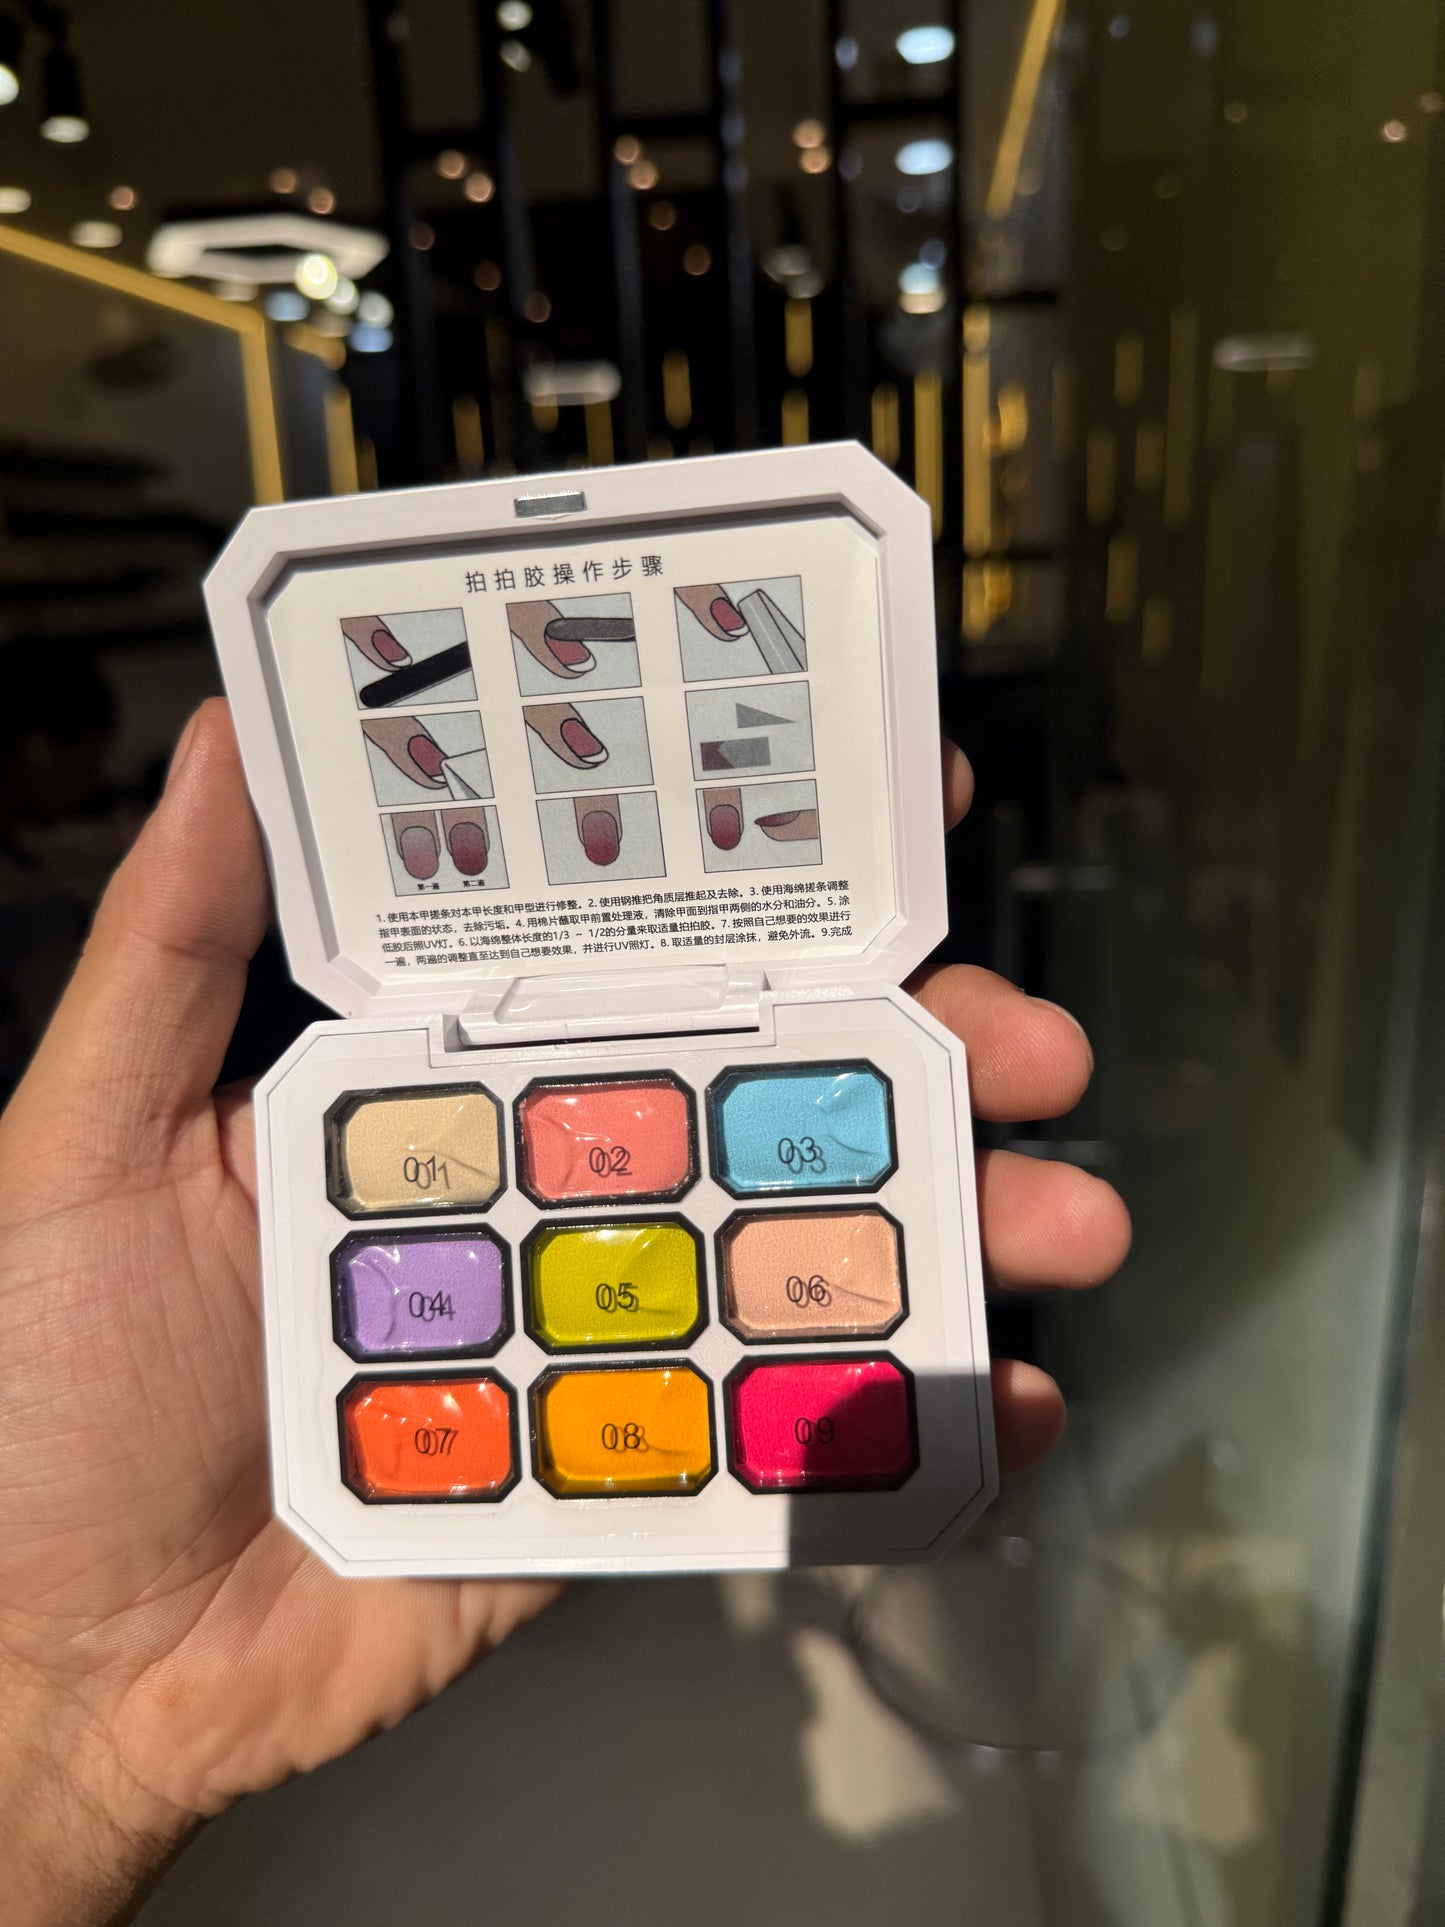 拍拍胶操作步骤
第一遍 第二遍
1. 使用本甲搓条对本甲长度和甲型进行修整。2. 使用钢推把角质层推起及去除。3. 使用海绵搓条调整
指甲表面的状态，去除污垢。4. 用棉片蘸取甲前置处理液，清除甲面到指甲两侧的水分和油分。5. 涂
低胶后照UV灯。6. 以海绵整体长度的1/3 ~ 1/2的分量来取适量拍拍胶。7. 按照自己想要的效果进行
一遍，两遍的调整直至达到自己想要效果，并进行UV照灯。8. 取适量的封层涂抹，避免外流。9.完成
01 02 03
04 05 06
07 08 09